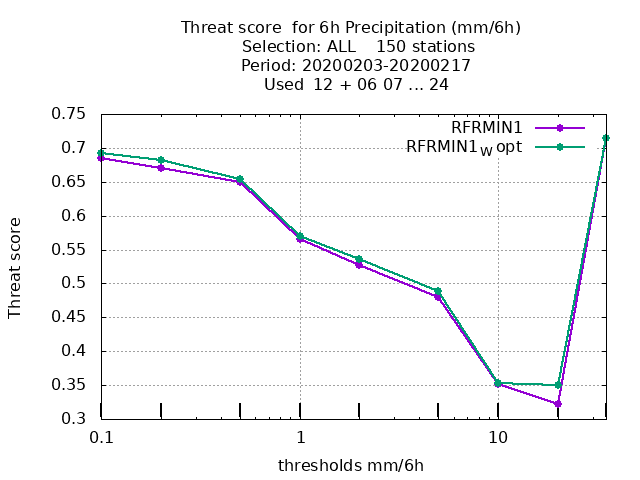 Threat score  for 6h Precipitation (mm/6h)
Selection: ALL    150 stations
Period: 20200203-20200217
Used  12 + 06 07 ... 24
RFRMIN1
RFRMIN1W opt
0.75
0.7
0.65
0.6
0.55
0.5
0.45
0.4
0.35
0.3
Threat score
0.1
1
10
thresholds mm/6h